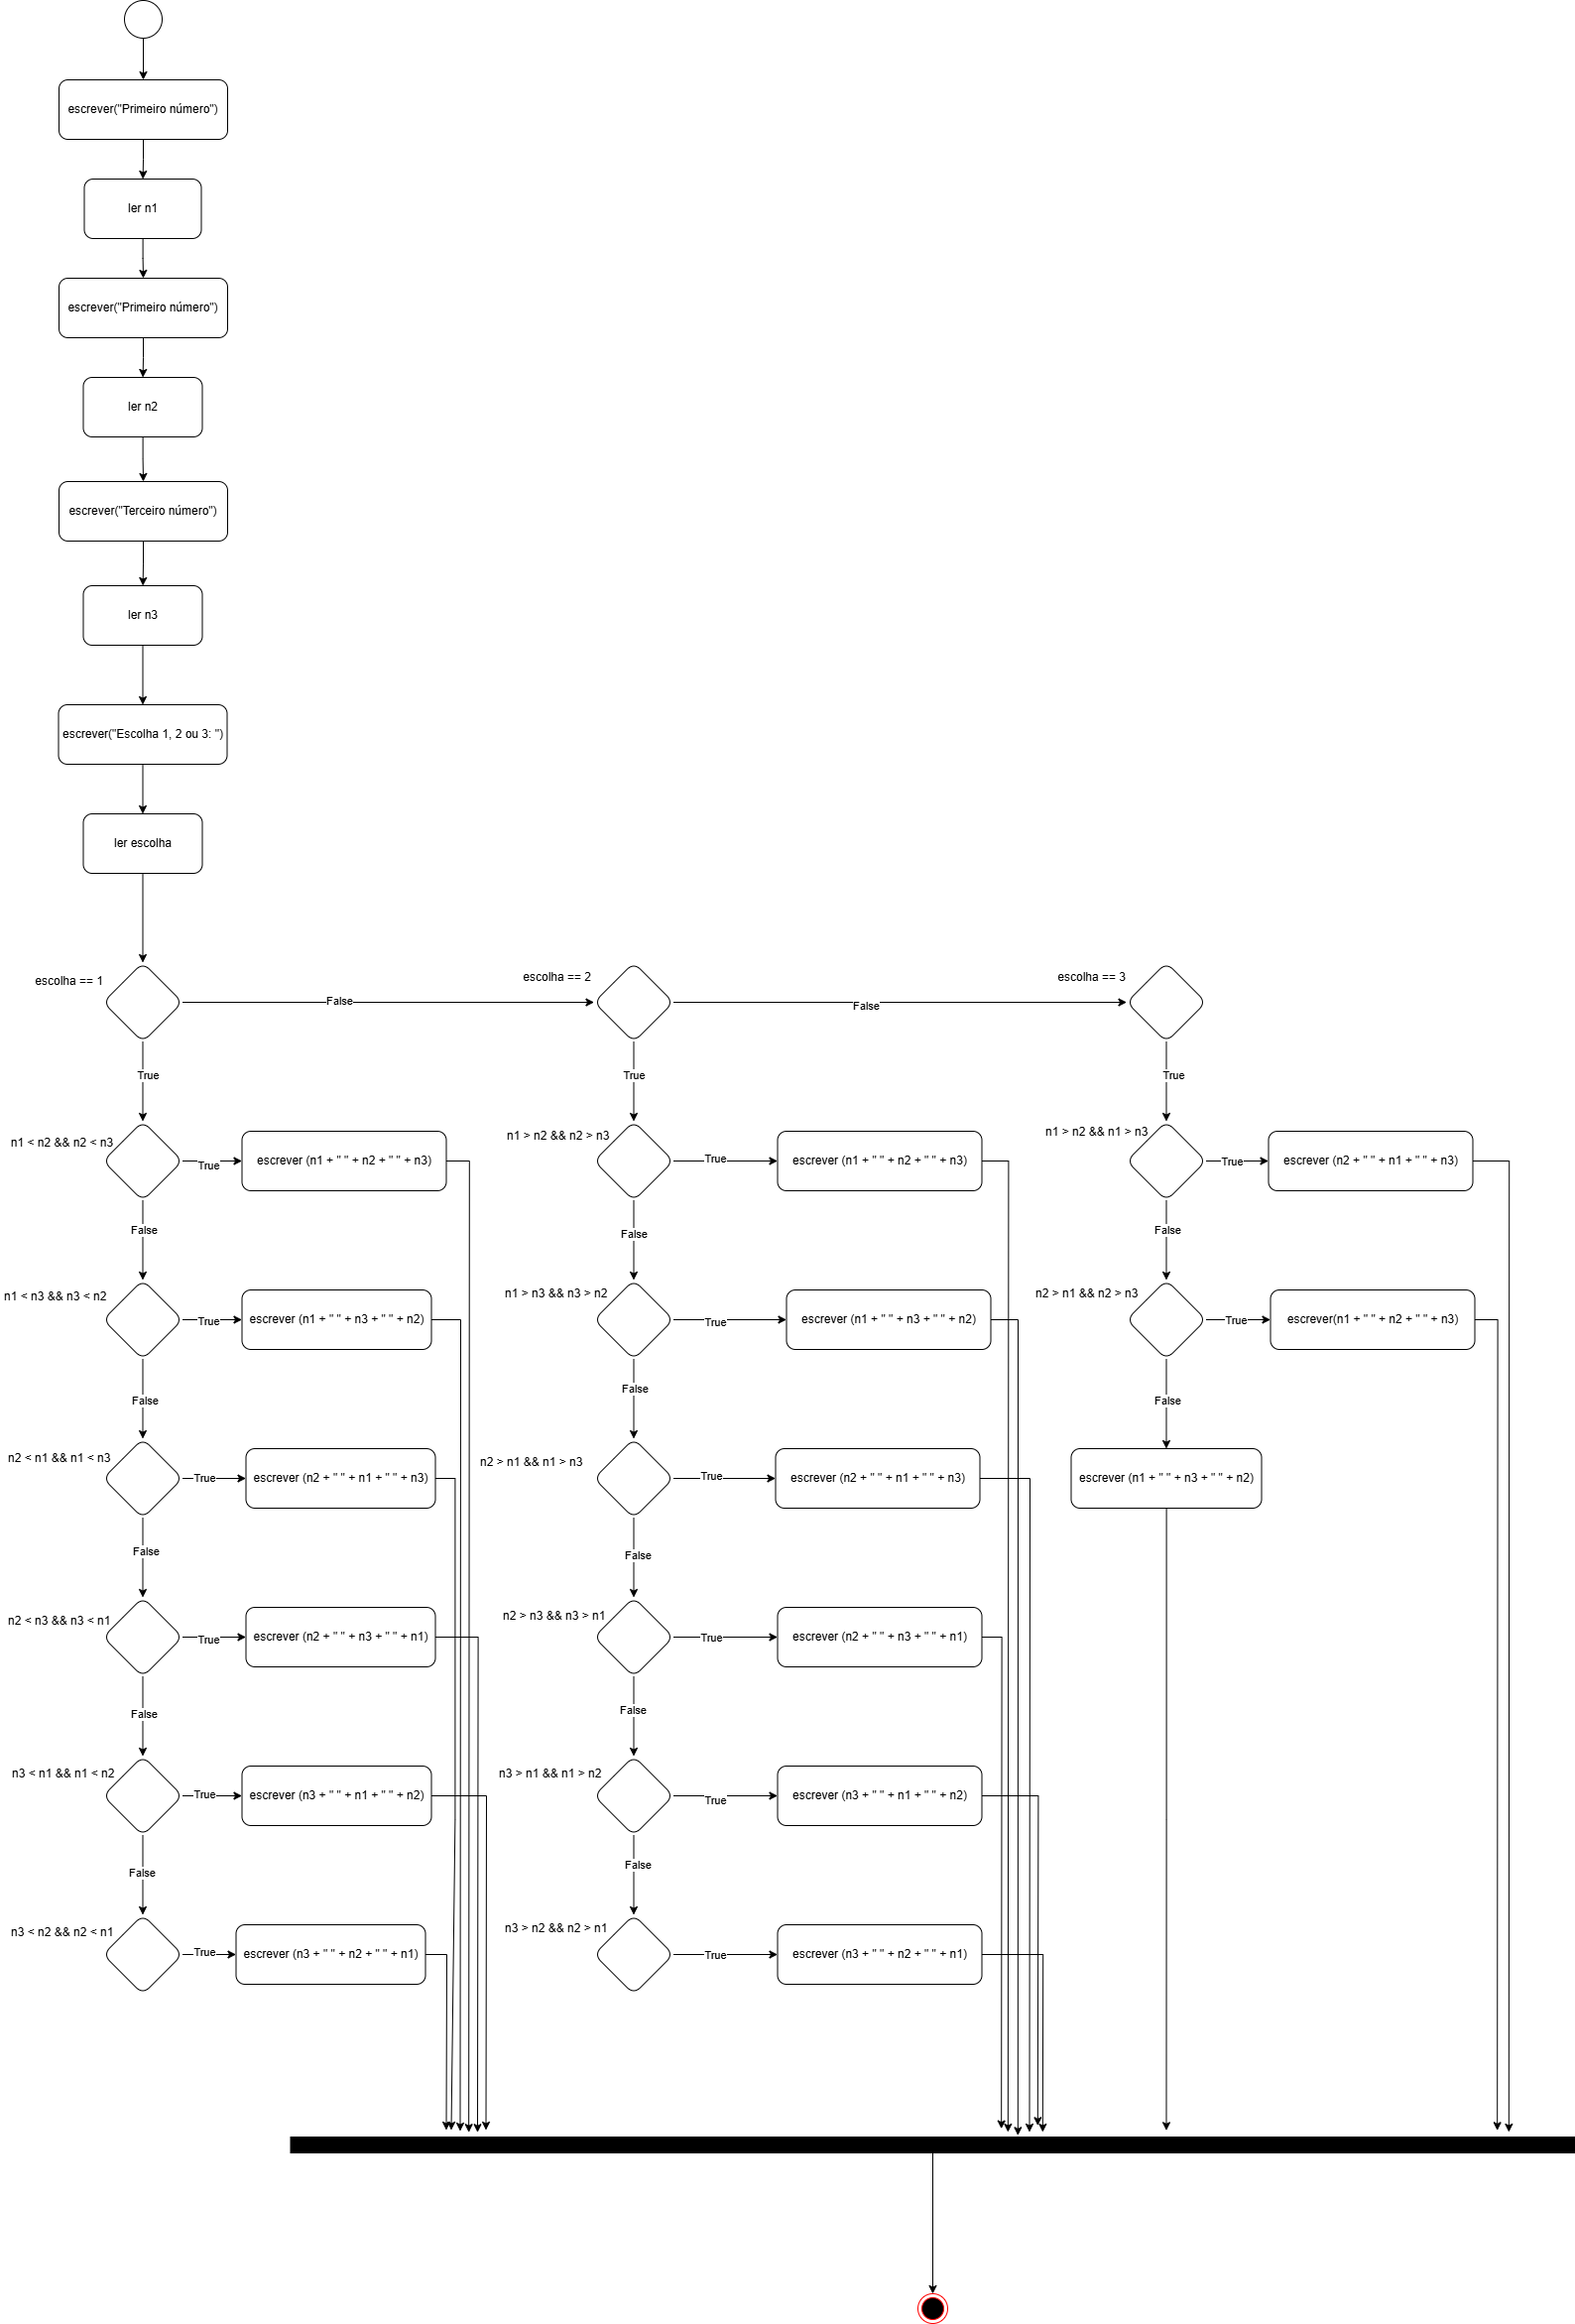 escrever("Primeiro número")
ler n1
escrever("Primeiro número")
ler n2
escrever("Terceiro número")
ler n3
escrever("Escolha 1, 2 ou 3: ")
ler escolha
escolha == 1
False
escolha == 2
False
escolha == 3
True
True
True
n1 < n2 && n2 < n3
True
escrever (n1 + " " + n2 + " " + n3)
n1 > n2 && n2 > n3
True
escrever (n1 + " " + n2 + " " + n3)
n1 > n2 && n1 > n3
True
escrever (n2 + " " + n1 + " " + n3)
False
False
False
n1 < n3 && n3 < n2
True
escrever (n1 + " " + n3 + " " + n2)
n1 > n3 && n3 > n2
True
escrever (n1 + " " + n3 + " " + n2)
n2 > n1 && n2 > n3
True
escrever(n1 + " " + n2 + " " + n3)
False
False
False
n2 < n1 && n1 < n3
True
escrever (n2 + " " + n1 + " " + n3)
n2 > n1 && n1 > n3
True
escrever (n2 + " " + n1 + " " + n3)
escrever (n1 + " " + n3 + " " + n2)
False
False
n2 < n3 && n3 < n1
True
escrever (n2 + " " + n3 + " " + n1)
n2 > n3 && n3 > n1
True
escrever (n2 + " " + n3 + " " + n1)
False
False
n3 < n1 && n1 < n2
True
escrever (n3 + " " + n1 + " " + n2)
n3 > n1 && n1 > n2
True
escrever (n3 + " " + n1 + " " + n2)
False
False
n3 < n2 && n2 < n1
True
escrever (n3 + " " + n2 + " " + n1)
n3 > n2 && n2 > n1
True
escrever (n3 + " " + n2 + " " + n1)